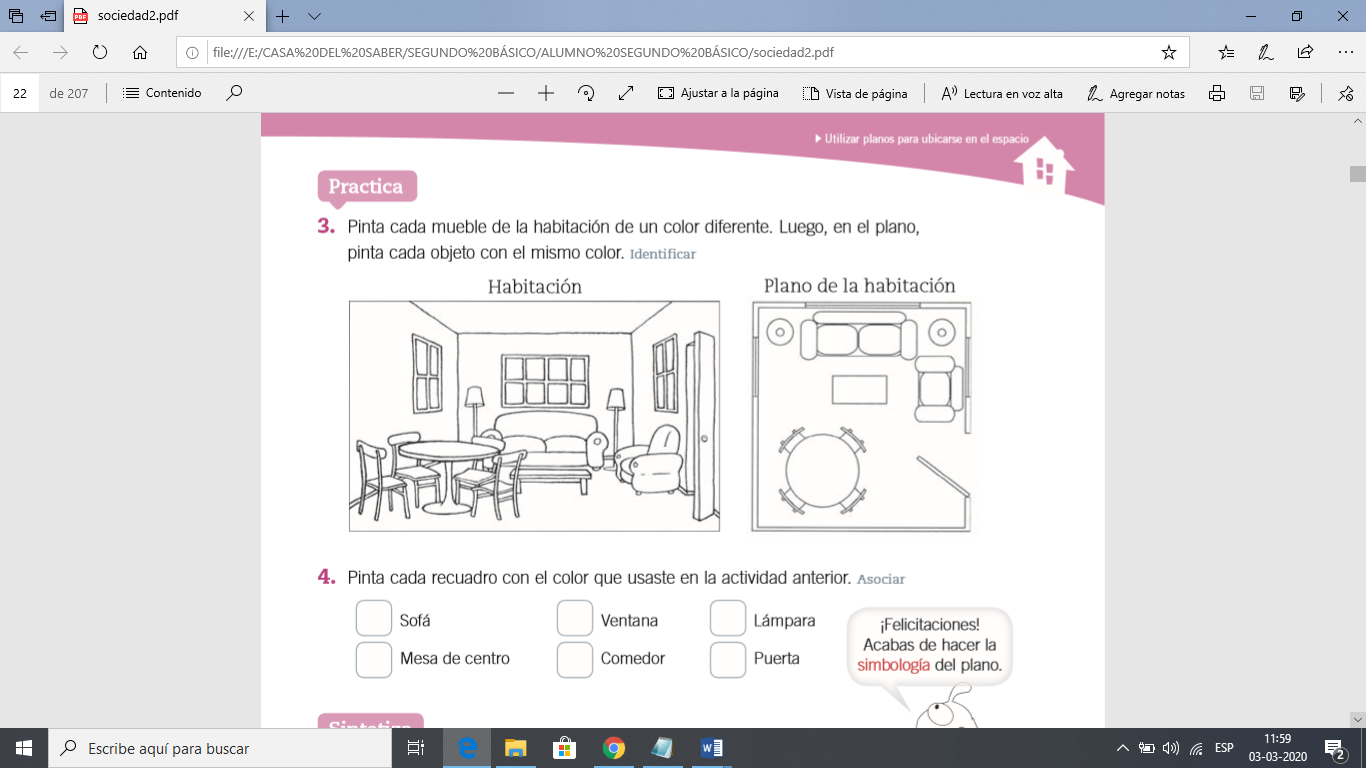 sociedad2.pdf
file:///E:/CASA%20DEL%20SABER/SEGUNDO%20BÁSICO/ALUMNO%20SEGUNDO%20BÁSICO/sociedad2.pdf
22 de 207 Contenido Ajustar a la página Vista de página Lectura en voz alta Agregar notas
Utilizar planos para ubicarse en el espacio
Practica
3. Pinta cada mueble de la habitación de un color diferente. Luego, en el plano,
pinta cada objeto con el mismo color. Identificar
Habitación Plano de la habitación
4. Pinta cada recuadro con el color que usaste en la actividad anterior. Asociar
Sofá Ventana Lámpara
Mesa de centro Comedor Puerta
¡Felicitaciones!
Acabas de hacer la
simbología del plano.
Escribe aquí para buscar
ESP
11:59
03-03-2020
2